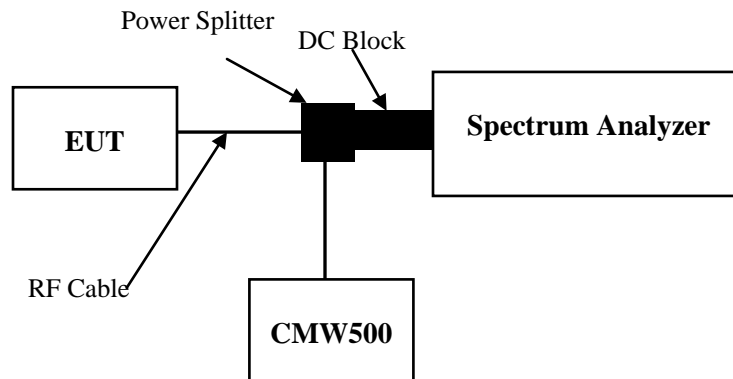 Power Splitter
DC Block
EUT
Spectrum Analyzer
RF Cable
CMW500